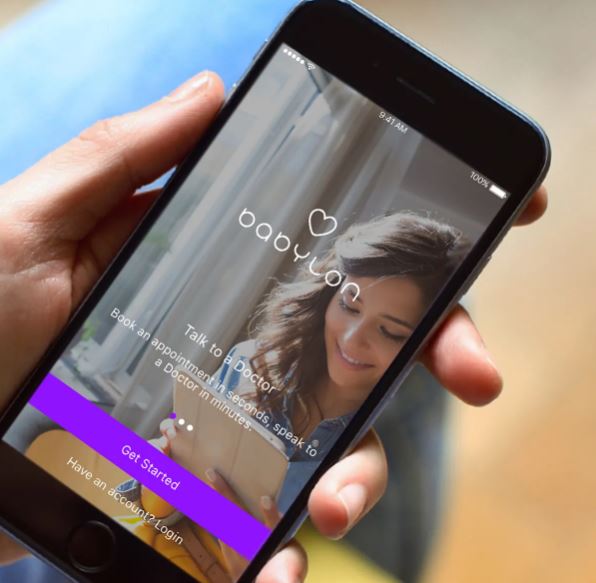 9:41 AM
100%
babylon
Talk to a Doctor
Book an appointment in seconds, speak to
a Doctor in minutes.
Get Started
Have an account? Login